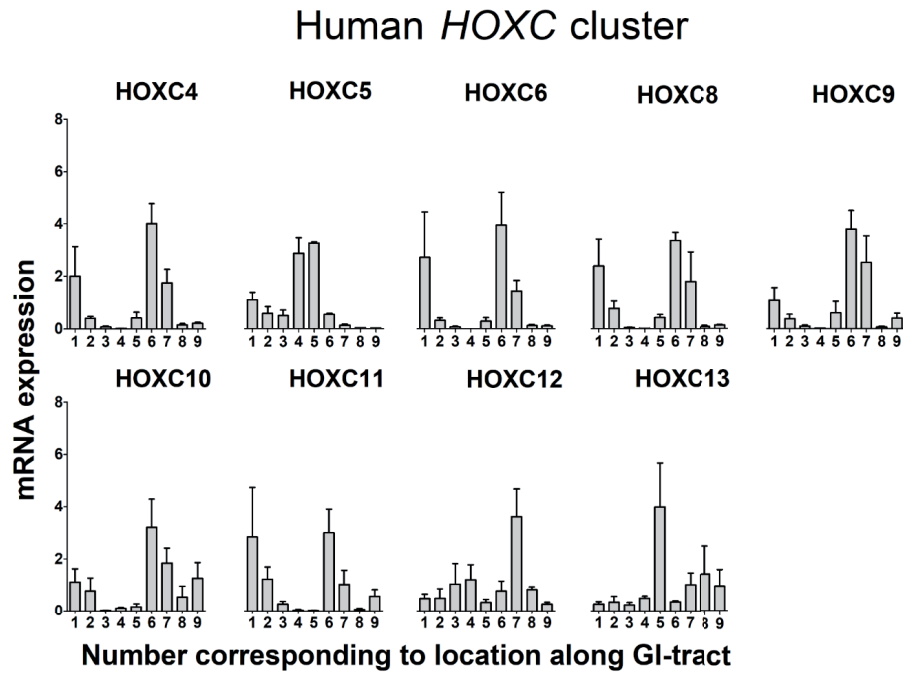 Human HOXC cluster
HOXC4 HOXC5 HOXC6 HOXC8 HOXC9
8
6
4
2
0
1 2 3 4 5 6 7 8 9 1 2 3 4 5 6 7 8 9 1 2 3 4 5 6 7 8 9 1 2 3 4 5 6 7 8 9 1 2 3 4 5 6 7 8 9
mRNA expression
HOXC10 HOXC11 HOXC12 HOXC13
8
6
4
2
0
1 2 3 4 5 6 7 8 9 1 2 3 4 5 6 7 8 9 1 2 3 4 5 6 7 8 9 1 2 3 4 5 6 7 8 9
Number corresponding to location along GI-tract